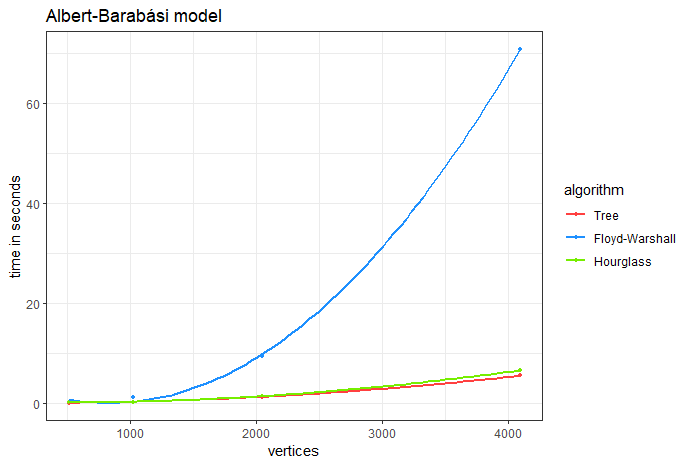 Albert-Barabási model
time in seconds
60
40
20
0
1000 2000 3000 4000
vertices
algorithm
Tree
Floyd-Warshall
Hourglass